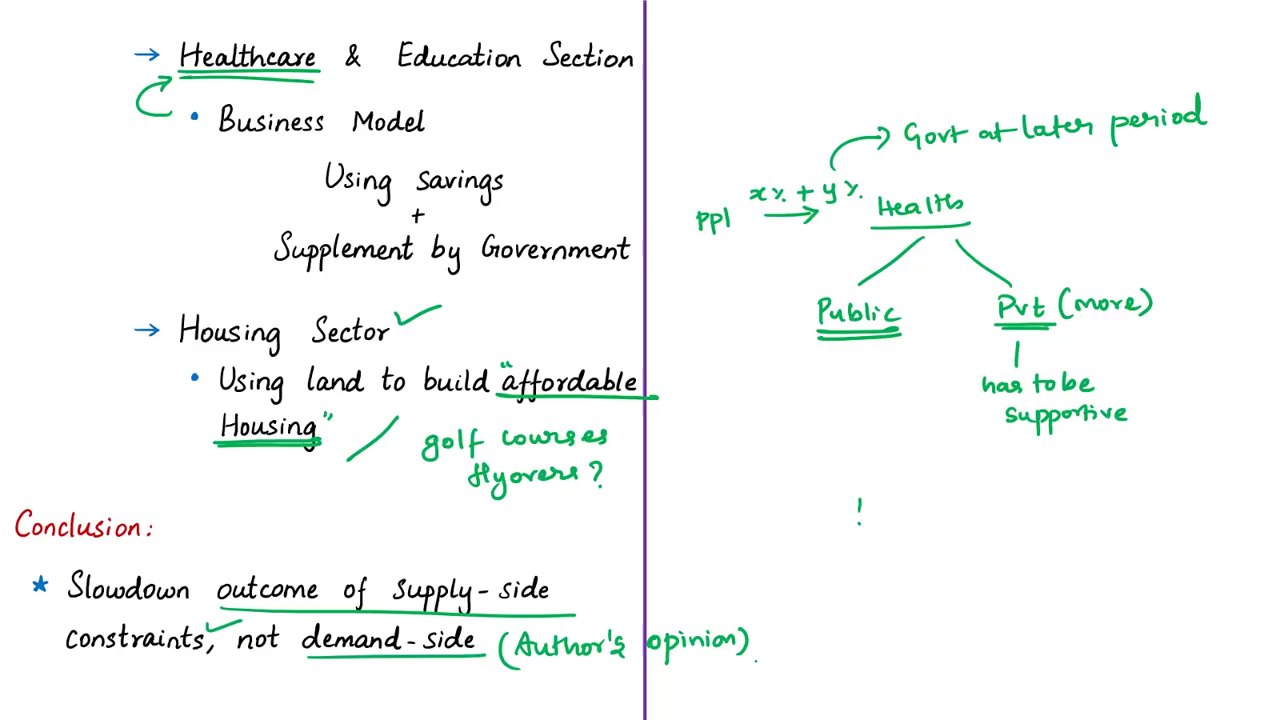 → Healthcare & Education Section
• Business Model
Using savings
+
Supplement by Government
→ Housing Sector ✓
• Using land to build "affordable
Housing"
golf courses
flyovers?
Conclusion:
★ Slowdown outcome of supply-side
constraints, not demand-side (Author's opinion).
Govt at later period
ppl → x% + y% Health
Public
Pvt (more)
has to be
supportive
!